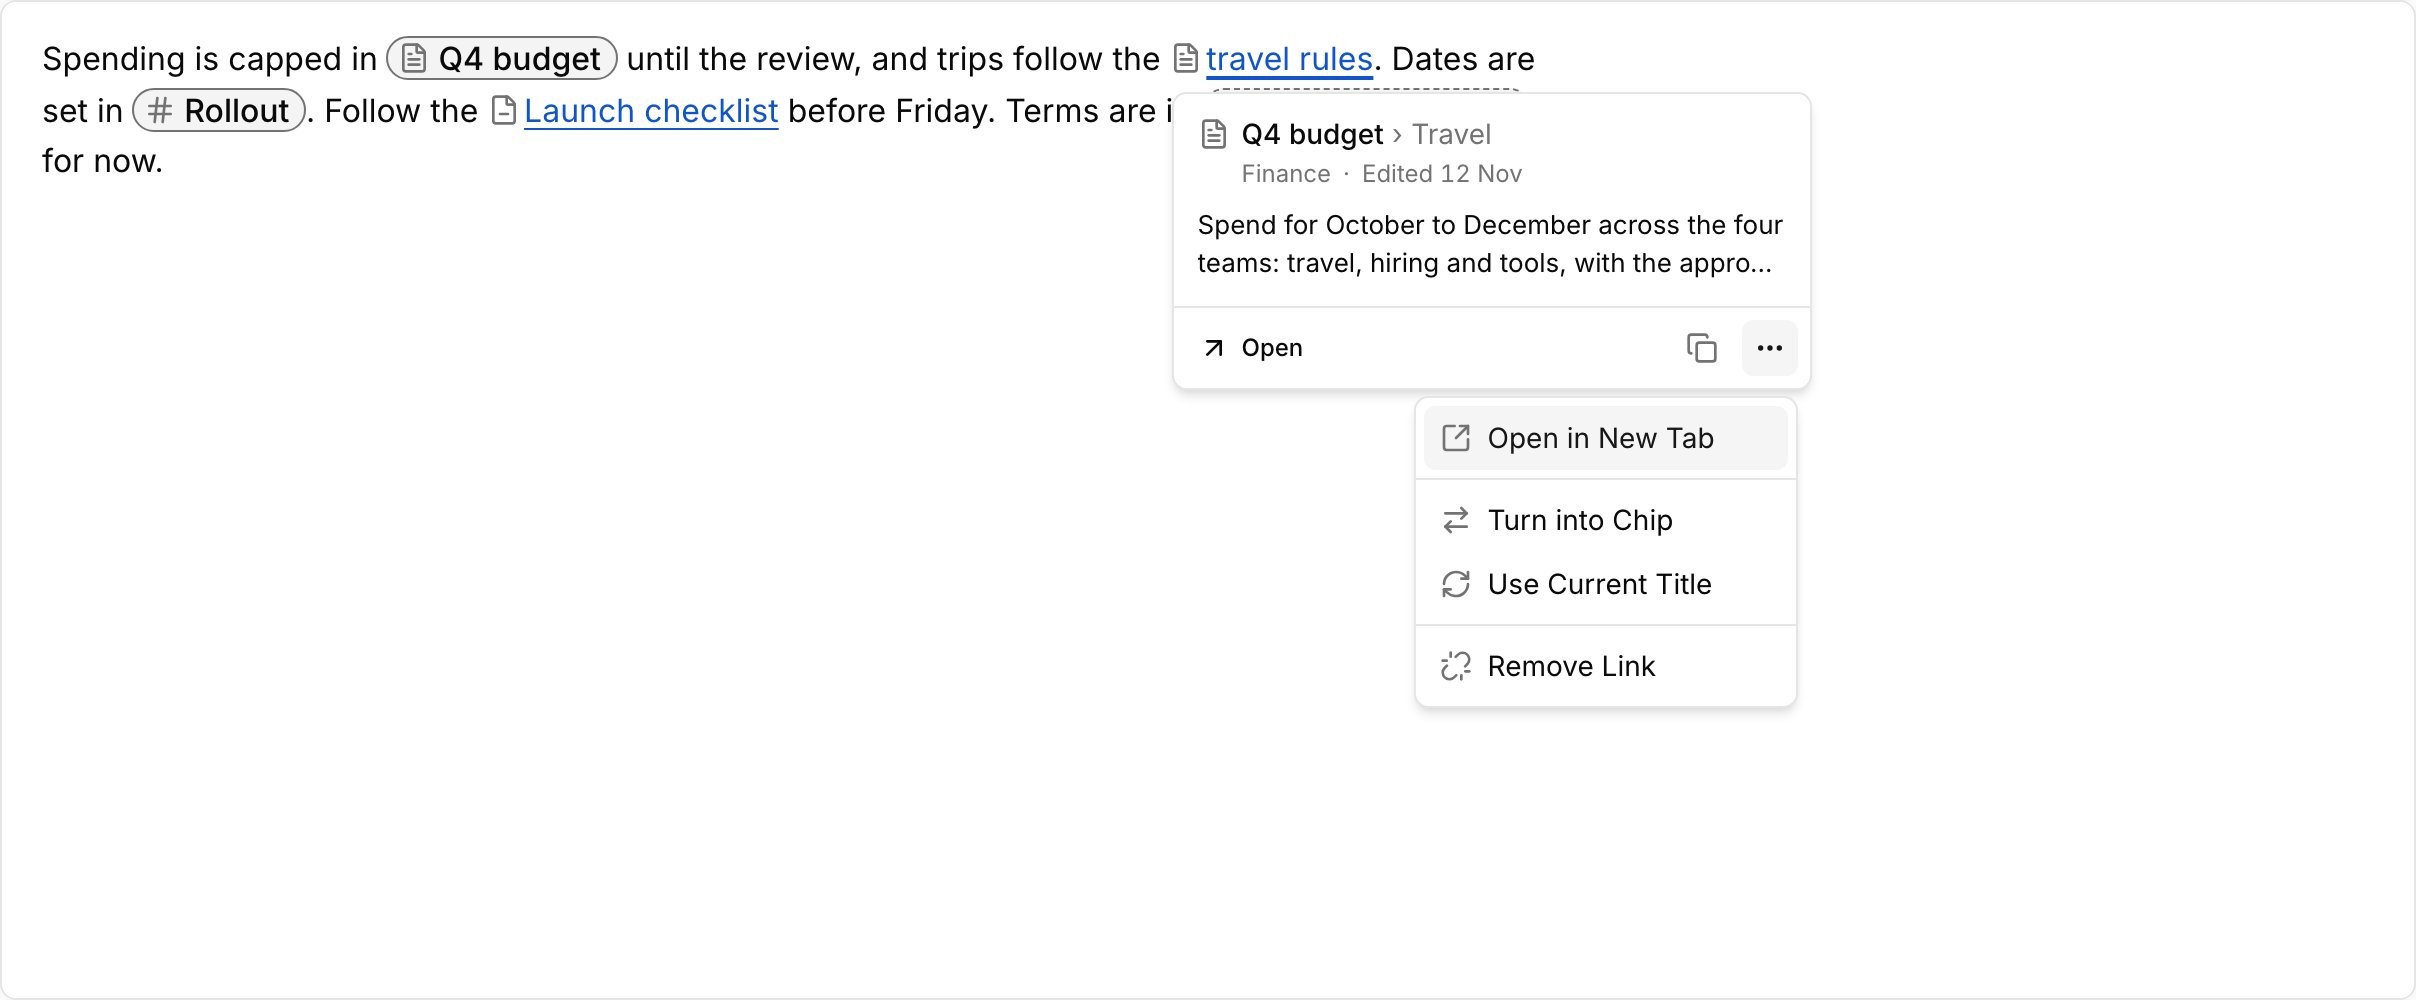 Spending is capped in Q4 budget until the review, and trips follow the travel rules. Dates are
set in # Rollout. Follow the Launch checklist before Friday. Terms are i
for now.
Q4 budget › Travel
Finance · Edited 12 Nov
Spend for October to December across the four
teams: travel, hiring and tools, with the appro...
Open
Open in New Tab
Turn into Chip
Use Current Title
Remove Link